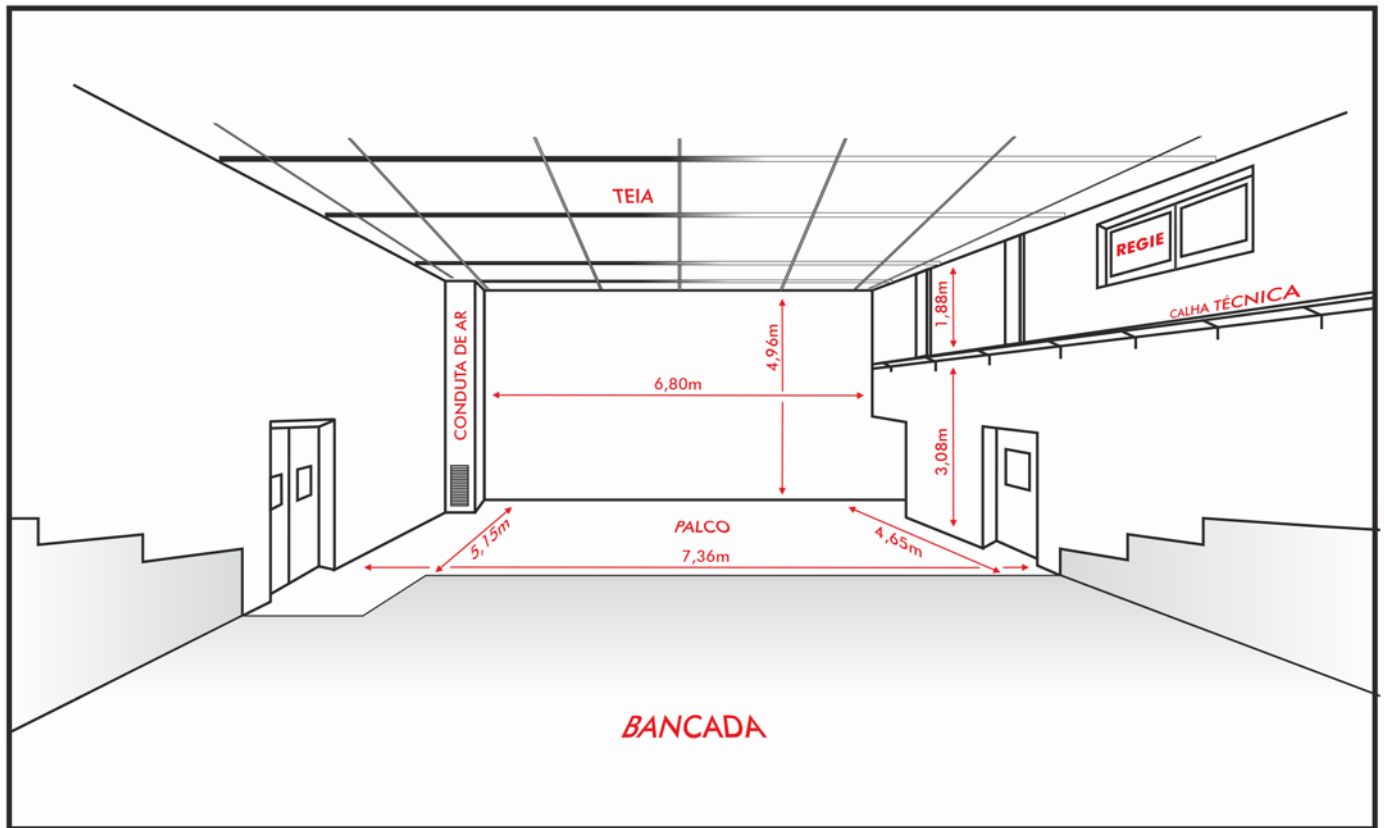 TEIA
REGIE
CALHA TÉCNICA
CONDUTA DE AR
1,88m
4,96m
6,80m
3,08m
5,15m
PALCO
4,65m
7,36m
BANCADA